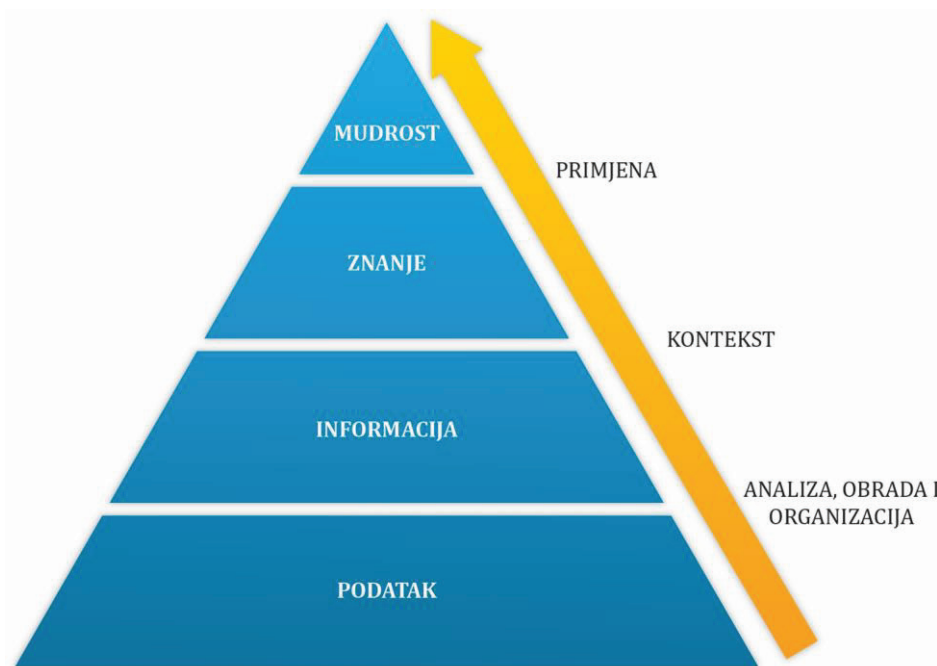 MUDROST
PRIMJENA
ZNANJE
KONTEKST
INFORMACIJA
ANALIZA, OBRADA I
ORGANIZACIJA
PODATAK